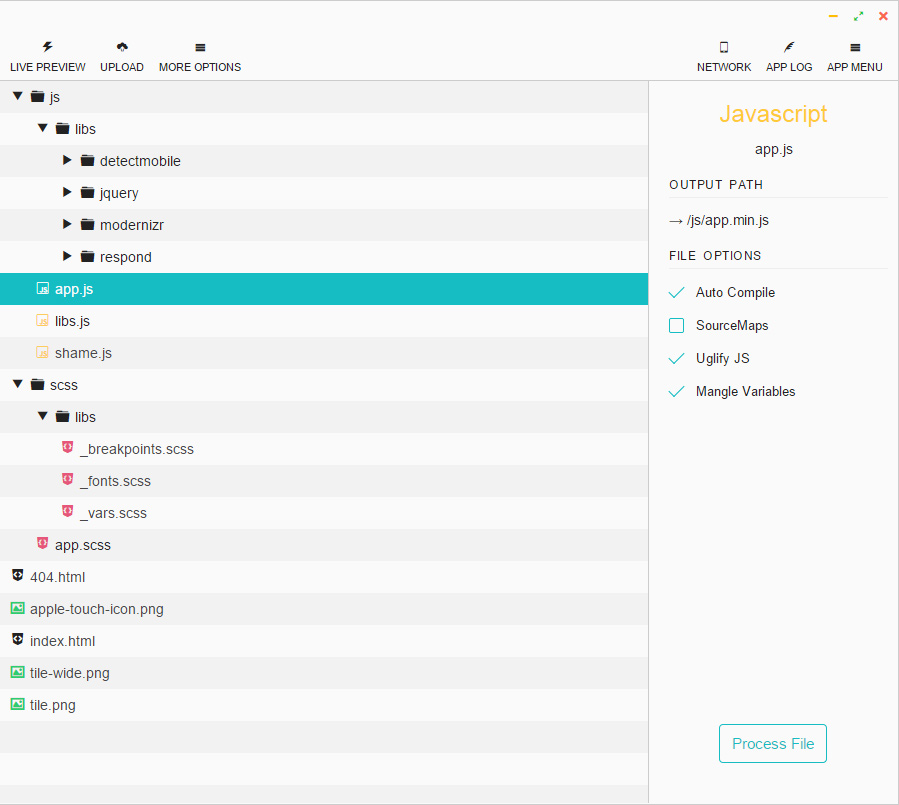 LIVE PREVIEW UPLOAD MORE OPTIONS NETWORK APP LOG APP MENU
js
libs
detectmobile
jquery
modernizr
respond
app.js
libs.js
shame.js
scss
libs
_breakpoints.scss
_fonts.scss
_vars.scss
app.scss
404.html
apple-touch-icon.png
index.html
tile-wide.png
tile.png
Javascript
app.js
OUTPUT PATH
→ /js/app.min.js
FILE OPTIONS
Auto Compile
SourceMaps
Uglify JS
Mangle Variables
Process File